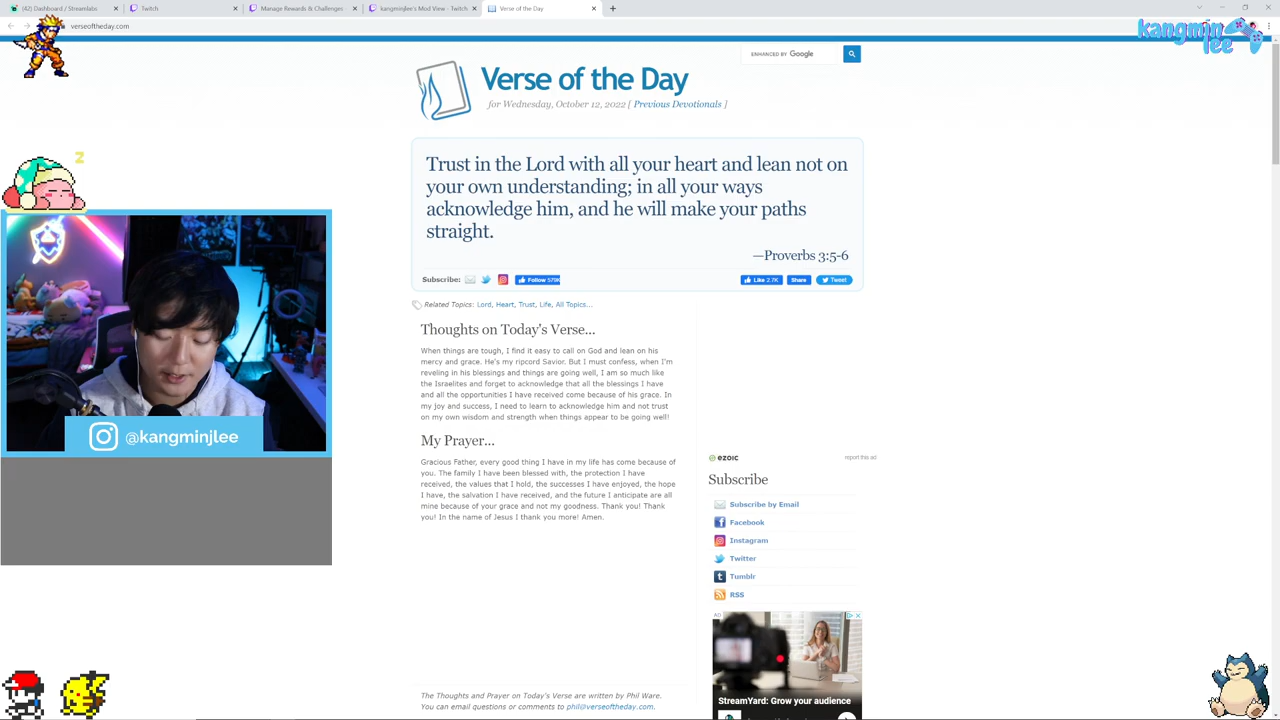 (42) Dashboard / Streamlabs
Twitch
Manage Rewards & Challenges
kangminjlee's Mod View - Twitch
Verse of the Day
verseoftheday.com
kangmin
lee
ENHANCED BY Google
Verse of the Day
for Wednesday, October 12, 2022 [ Previous Devotionals ]
Z
Trust in the Lord with all your heart and lean not on
your own understanding; in all your ways
acknowledge him, and he will make your paths
straight.
—Proverbs 3:5-6
Subscribe:
Follow 579K
Like 2.7K
Share
Tweet
Related Topics: Lord, Heart, Trust, Life, All Topics...
Thoughts on Today's Verse...
When things are tough, I find it easy to call on God and lean on his
mercy and grace. He's my ripcord Savior. But I must confess, when I'm
reveling in his blessings and things are going well, I am so much like
the Israelites and forget to acknowledge that all the blessings I have
and all the opportunities I have received come because of his grace. In
my joy and success, I need to learn to acknowledge him and not trust
on my own wisdom and strength when things appear to be going well!
@kangminjlee
My Prayer...
Gracious Father, every good thing I have in my life has come because of
you. The family I have been blessed with, the protection I have
received, the values that I hold, the successes I have enjoyed, the hope
I have, the salvation I have received, and the future I anticipate are all
mine because of your grace and not my goodness. Thank you! Thank
you! In the name of Jesus I thank you more! Amen.
ezoic
report this ad
Subscribe
Subscribe by Email
Facebook
Instagram
Twitter
Tumblr
RSS
AD
StreamYard: Grow your audience
The Thoughts and Prayer on Today's Verse are written by Phil Ware.
You can email questions or comments to phil@verseoftheday.com.